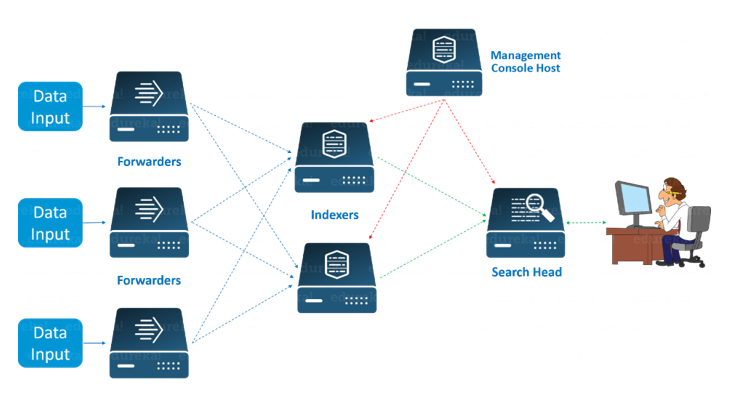 Management
Console Host
Data
Input
Forwarders
Indexers
Data
Input
Search Head
Forwarders
Data
Input
edureka!